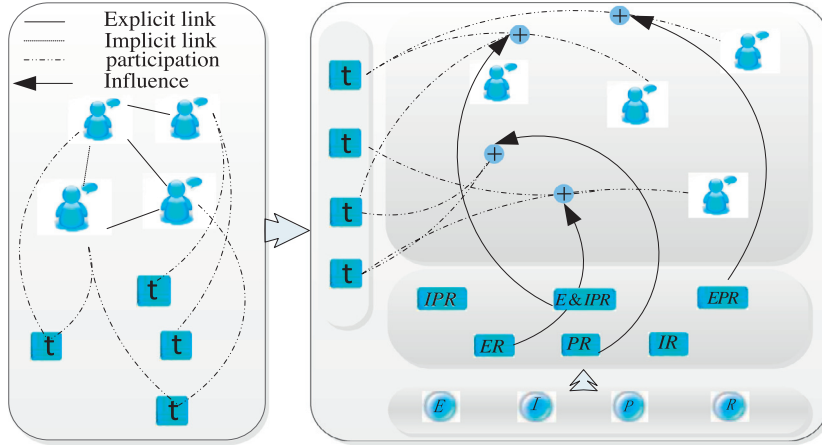 Explicit link
Implicit link
participation
Influence
t
t
t
t
t
t
t
t
+
+
+
+
IPR
E&IPR
EPR
ER
PR
IR
E
I
P
R